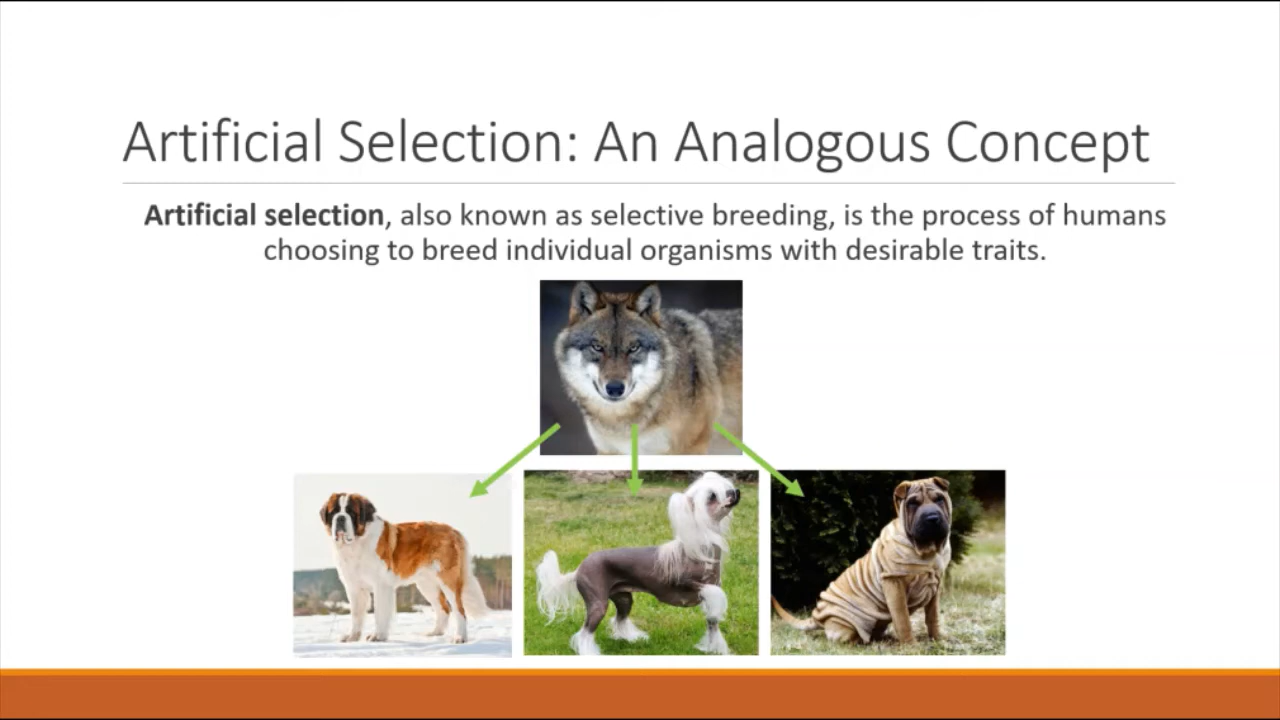 Artificial Selection: An Analogous Concept
Artificial selection, also known as selective breeding, is the process of humans
choosing to breed individual organisms with desirable traits.